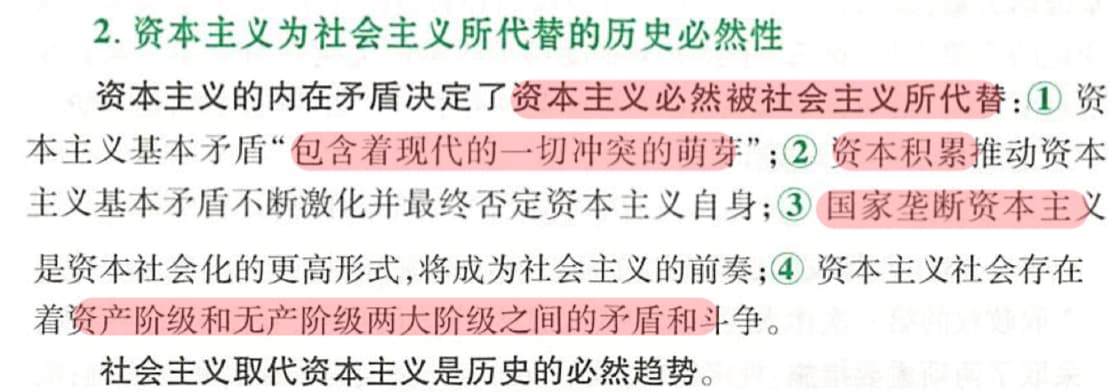 2. 资本主义为社会主义所代替的历史必然性
资本主义的内在矛盾决定了资本主义必然被社会主义所代替:① 资
本主义基本矛盾“包含着现代的一切冲突的萌芽”;② 资本积累推动资本
主义基本矛盾不断激化并最终否定资本主义自身;③ 国家垄断资本主义
是资本社会化的更高形式,将成为社会主义的前奏;④ 资本主义社会存在
着资产阶级和无产阶级两大阶级之间的矛盾和斗争。
社会主义取代资本主义是历史的必然趋势。